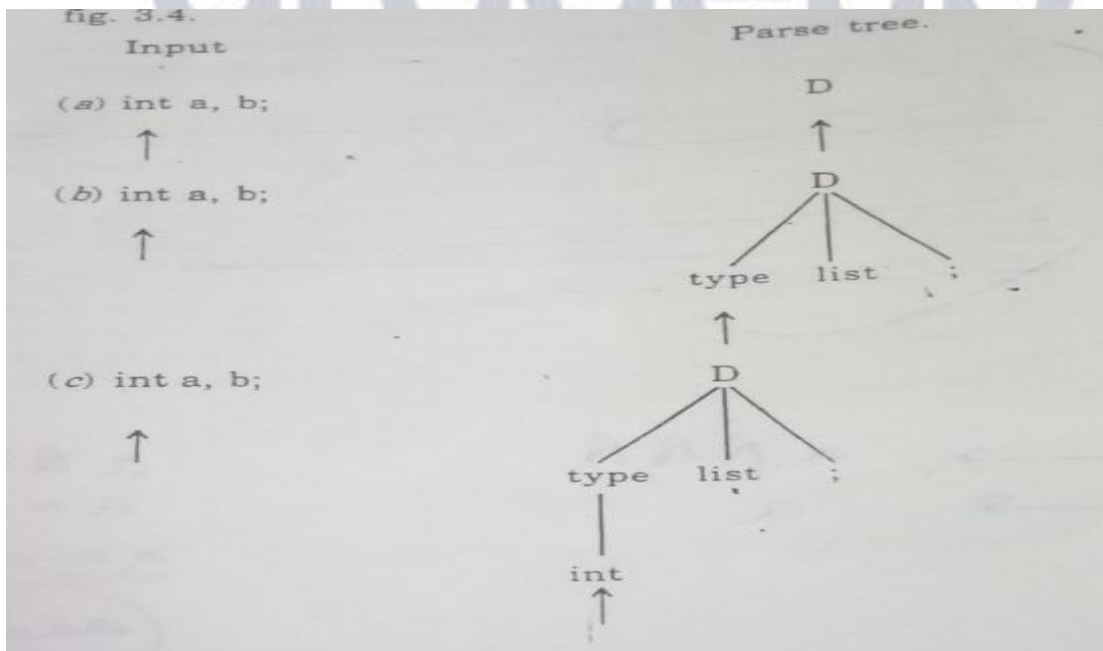 fig. 3.4.
Input
Parse tree.
(a) int a, b;
D
↑
↑
(b) int a, b;
D
↑
type list ;
↑
(c) int a, b;
D
↑
type list ;
int
↑